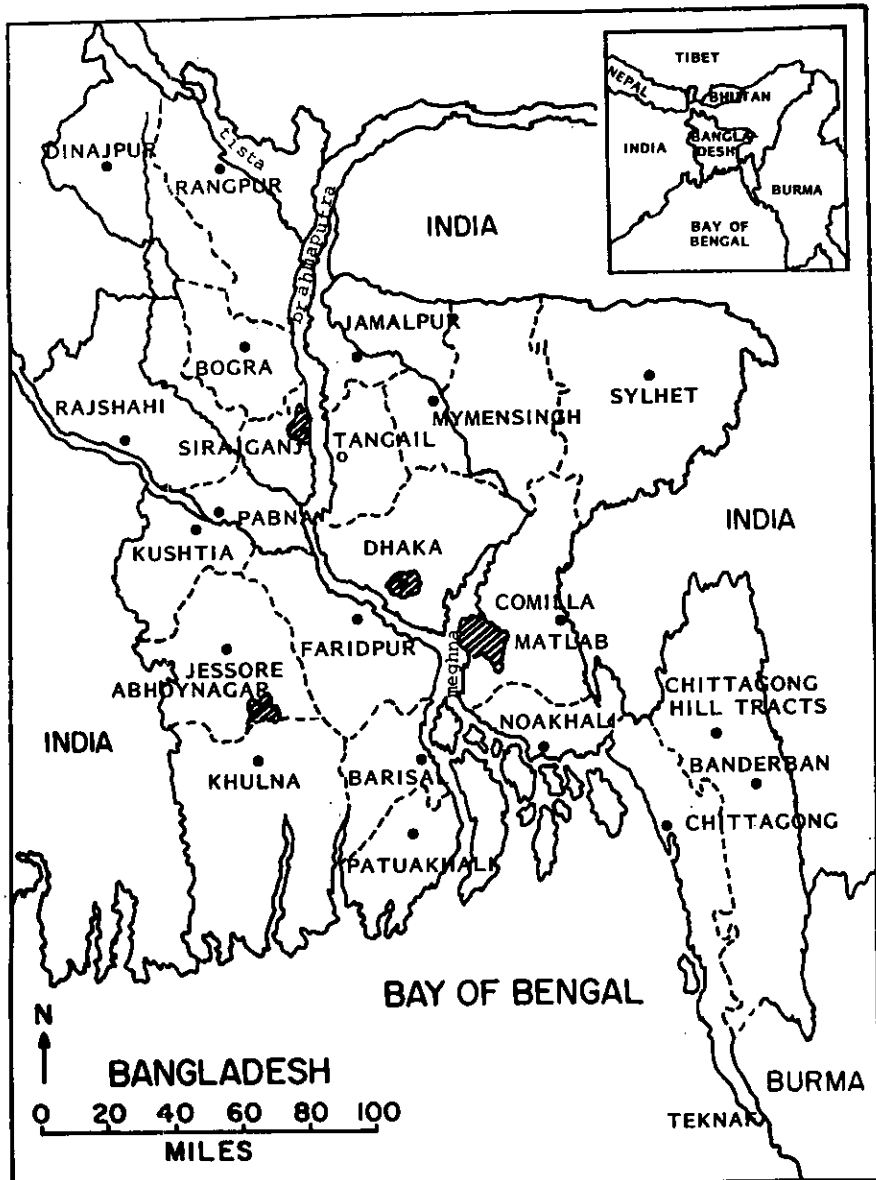 TIBET
NEPAL
BHUTAN
BANGLA-
DESH
INDIA
BURMA
BAY OF
BENGAL
DINAJPUR
tista
RANGPUR
brahmaputra
INDIA
JAMALPUR
BOGRA
RAJSHAHI
MYMENSINGH
SYLHET
SIRAJGANJ
TANGAIL
PABNA
KUSHTIA
DHAKA
INDIA
COMILLA
MATLAB
FARIDPUR
meghna
JESSORE
ABHOYNAGAR
CHITTAGONG
HILL TRACTS
NOAKHALI
INDIA
KHULNA
BARISAL
BANDERBAN
CHITTAGONG
PATUAKHALI
BAY OF BENGAL
N
BANGLADESH
BURMA
0 20 40 60 80 100
MILES
TEKNAF